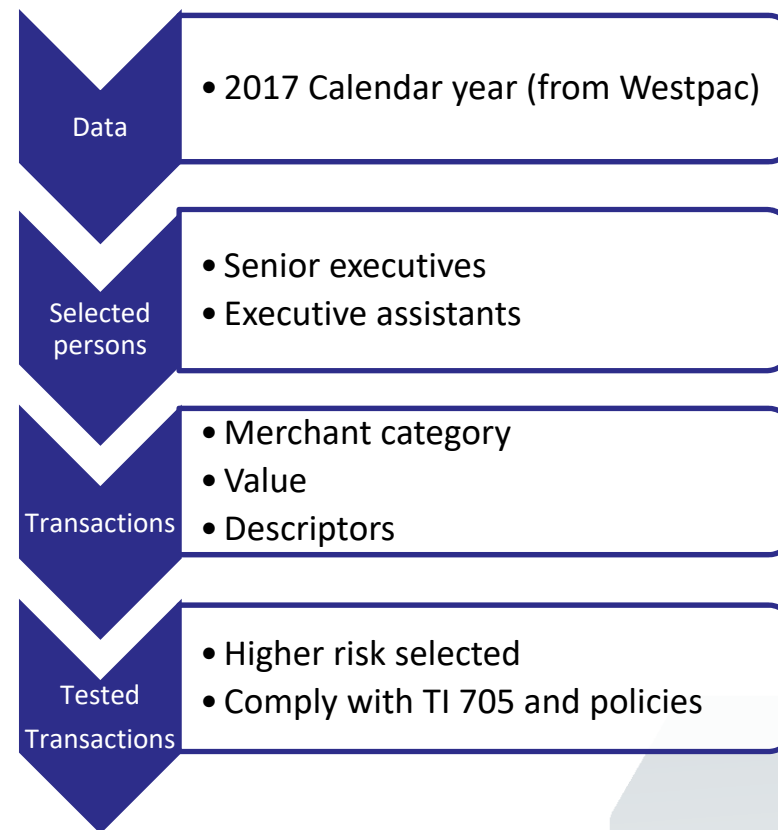 Data
• 2017 Calendar year (from Westpac)
Selected
persons
• Senior executives
• Executive assistants
Transactions
• Merchant category
• Value
• Descriptors
Tested
Transactions
• Higher risk selected
• Comply with TI 705 and policies